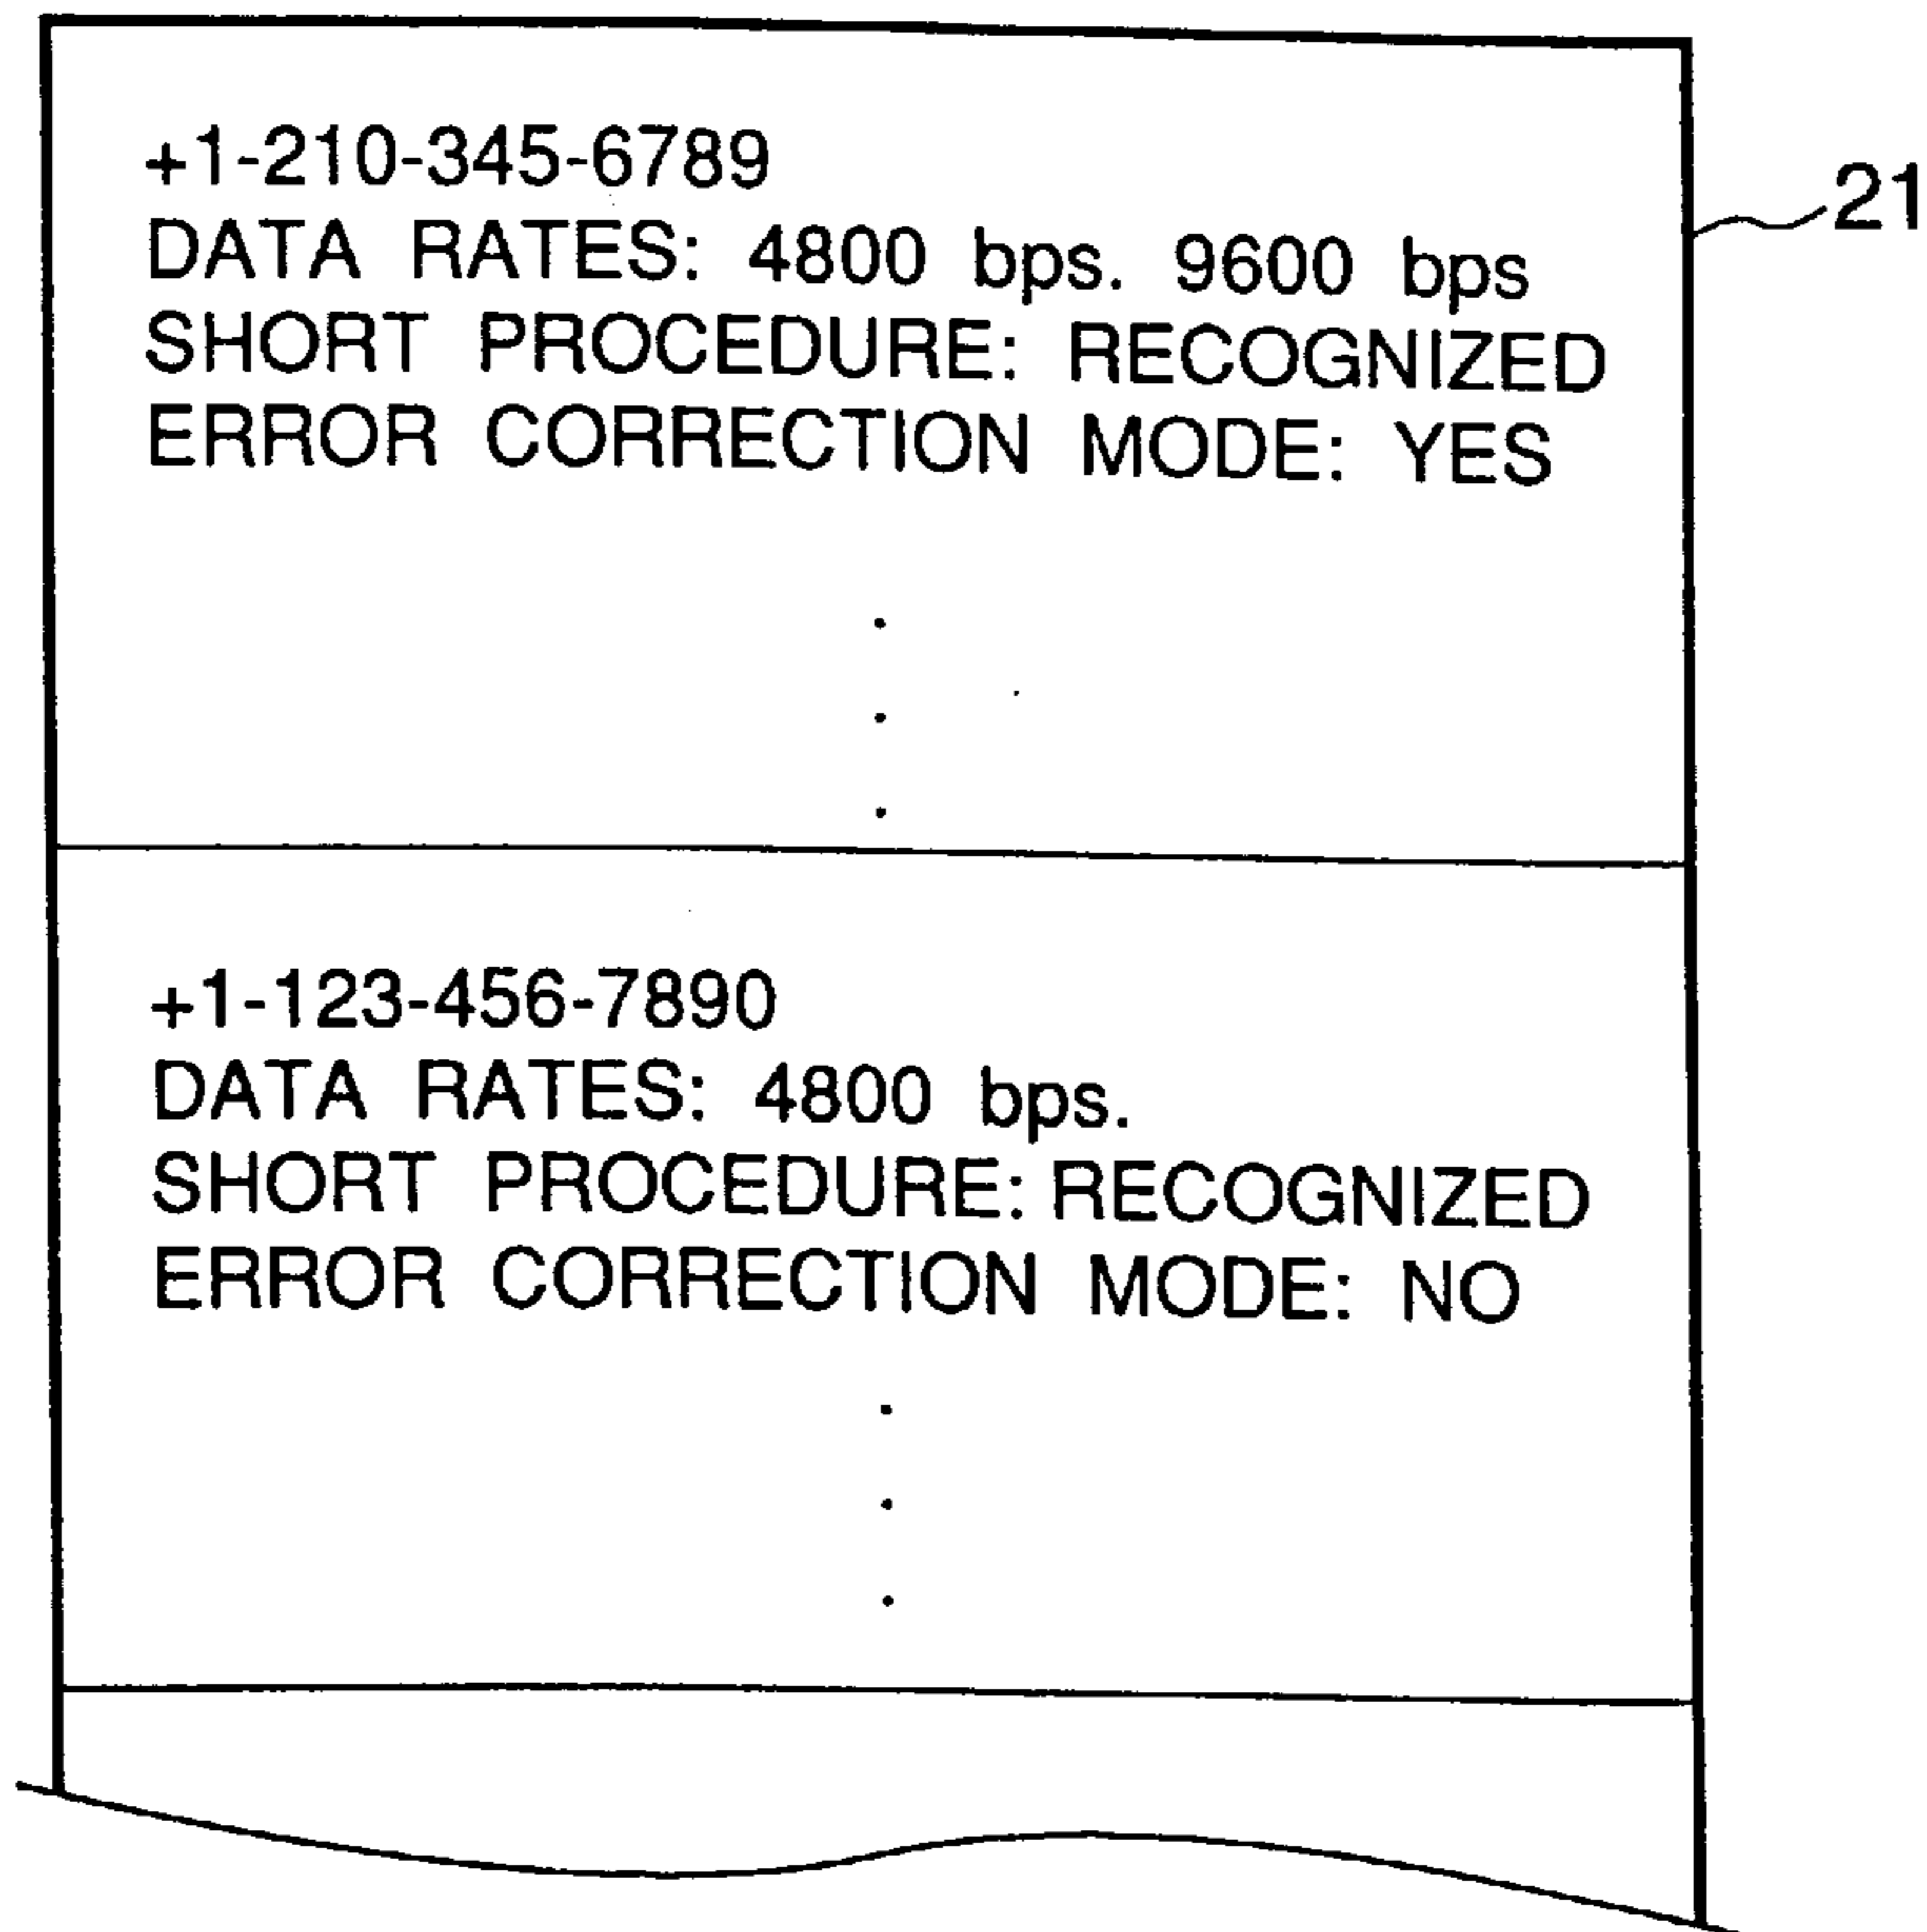 +1-210-345-6789
21
DATA RATES: 4800 bps. 9600 bps
SHORT PROCEDURE: RECOGNIZED
ERROR CORRECTION MODE: YES
+1-123-456-7890
DATA RATES: 4800 bps.
SHORT PROCEDURE: RECOGNIZED
ERROR CORRECTION MODE: NO